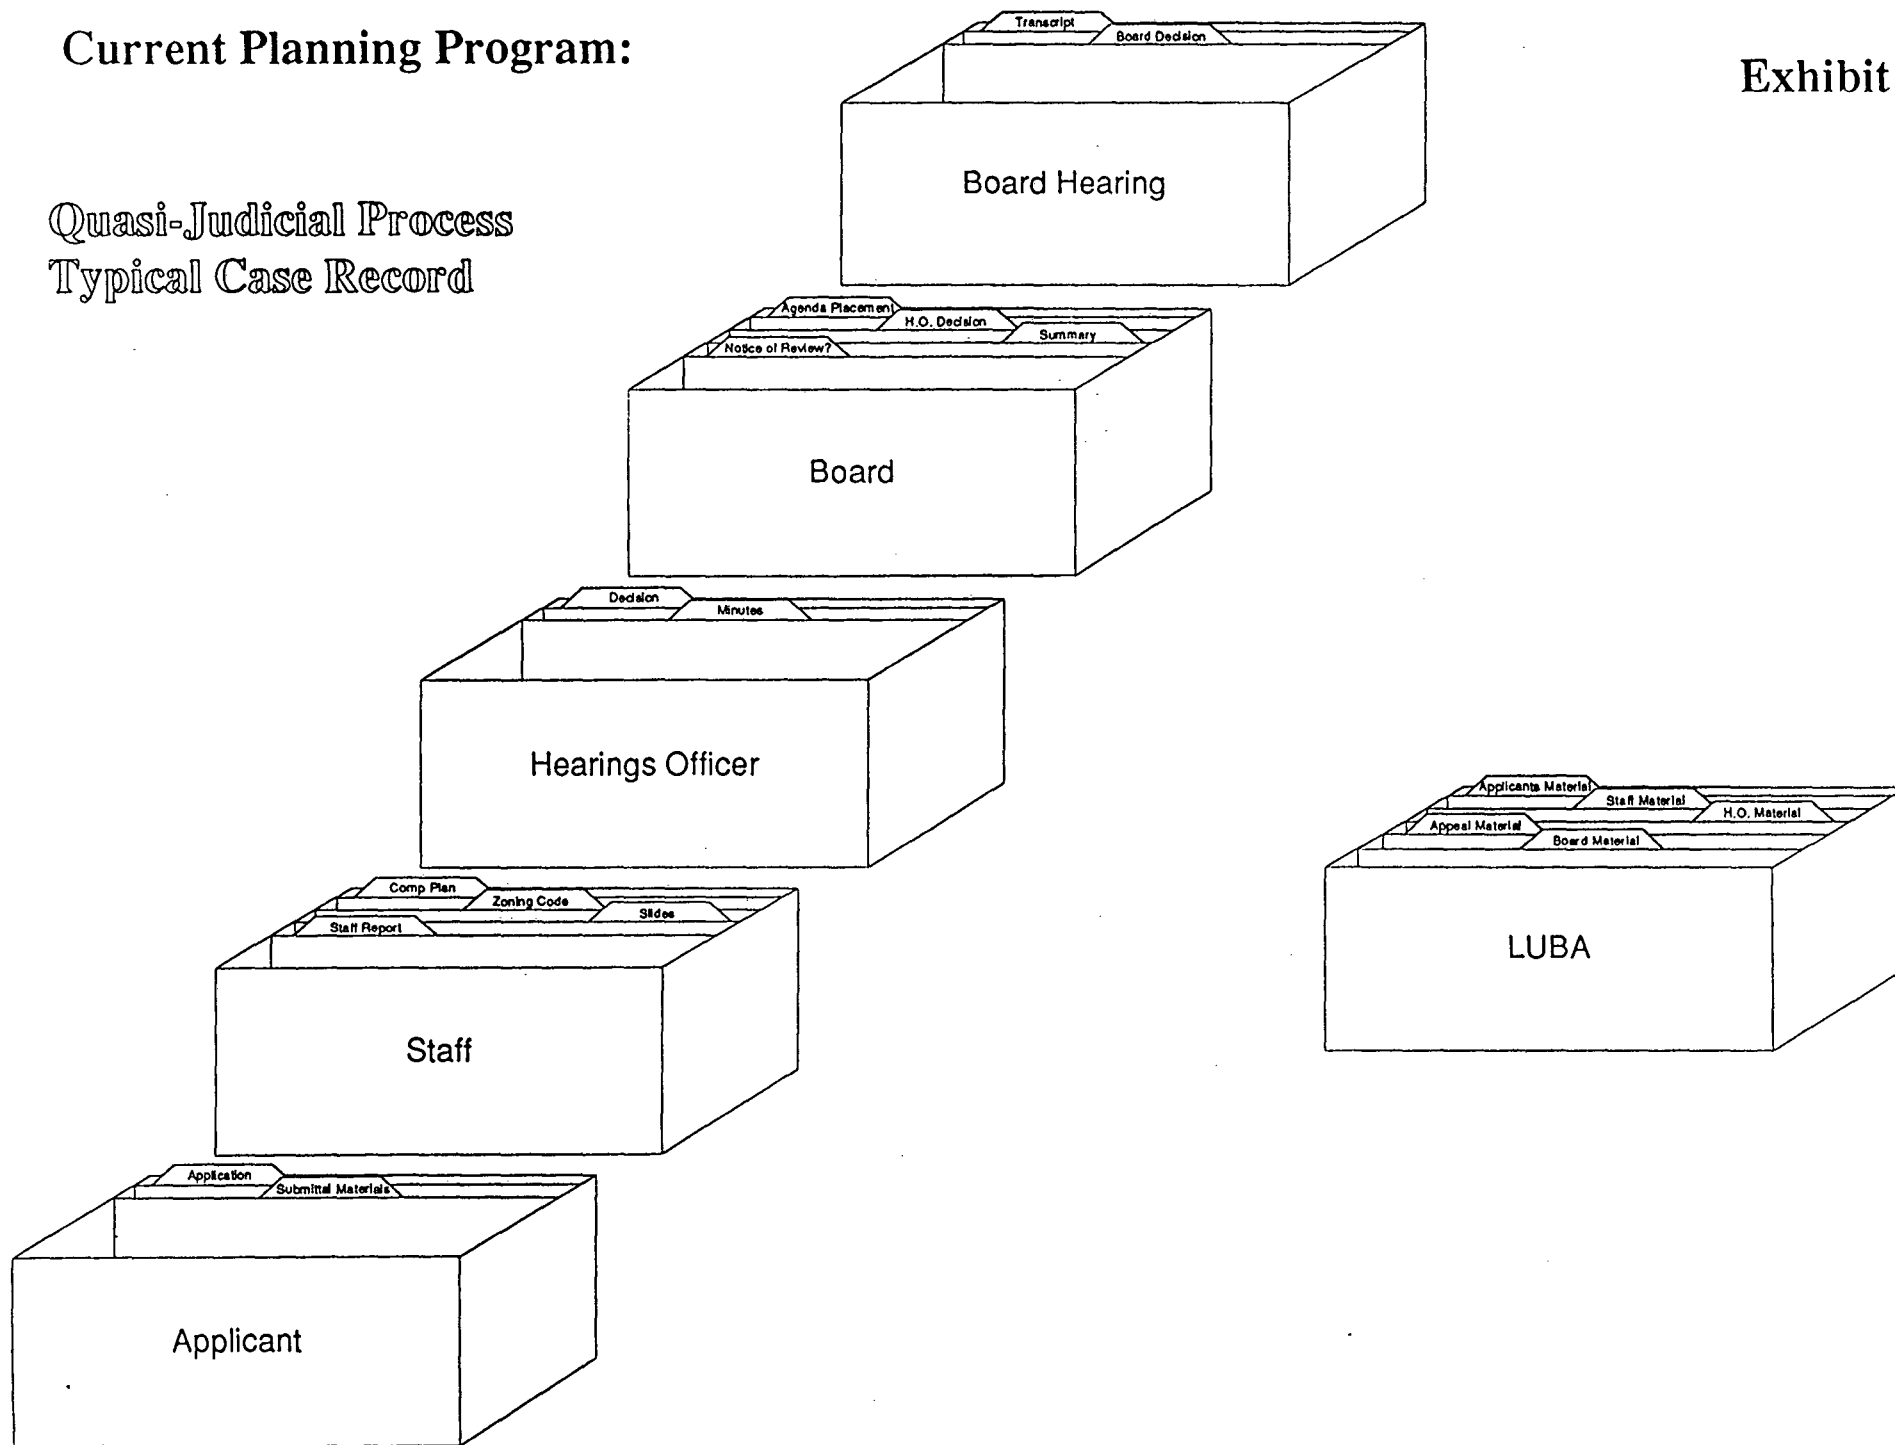 Current Planning Program:
Exhibit
Quasi-Judicial Process
Typical Case Record
Transcript
Board Decision
Board Hearing
Agenda Placement
H.O. Decision
Summary
Notice of Review?
Board
Decision
Minutes
Hearings Officer
Applicants Material
Staff Material
H.O. Material
Appeal Material
Board Material
LUBA
Comp Plan
Zoning Code
Slides
Staff Report
Staff
Application
Submittal Materials
Applicant